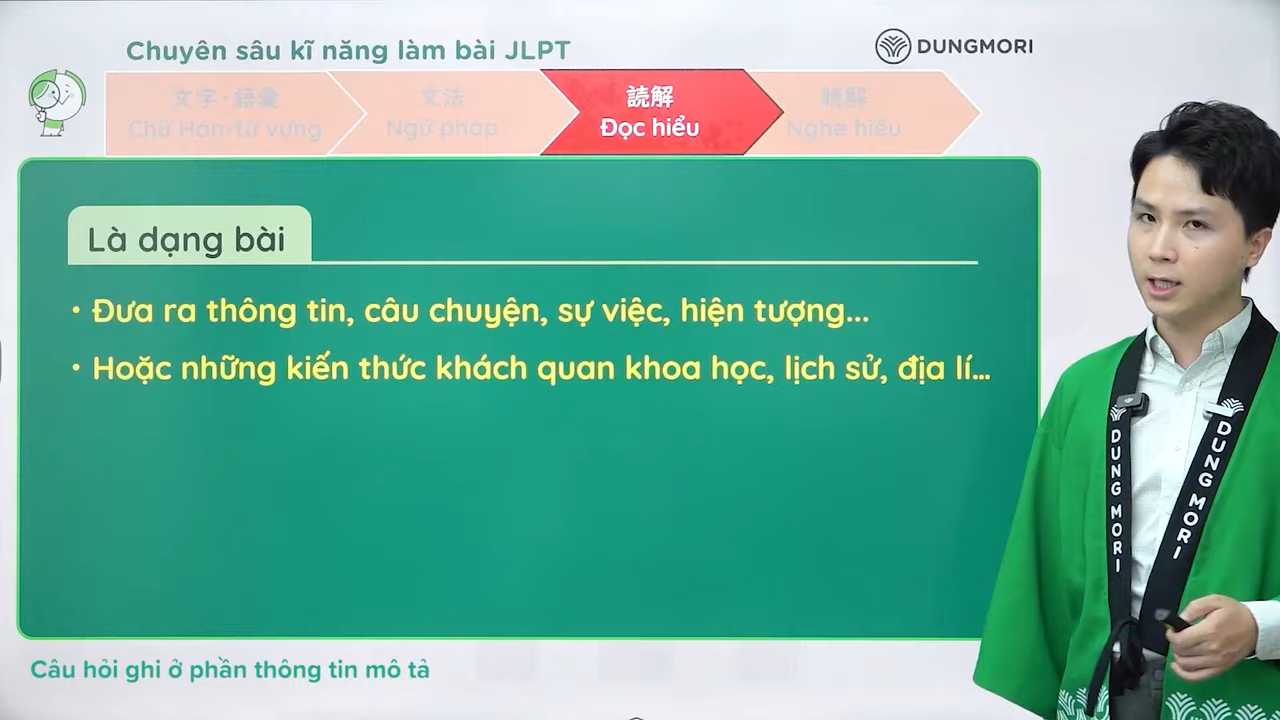 Chuyên sâu kĩ năng làm bài JLPT
DUNGMORI
文字・語彙
Chữ Hán-từ vựng
文法
Ngữ pháp
読解
Đọc hiểu
聴解
Nghe hiểu
Là dạng bài
• Đưa ra thông tin, câu chuyện, sự việc, hiện tượng...
• Hoặc những kiến thức khách quan khoa học, lịch sử, địa lí...
Câu hỏi ghi ở phần thông tin mô tả
DUNG MORI
DUNG MORI